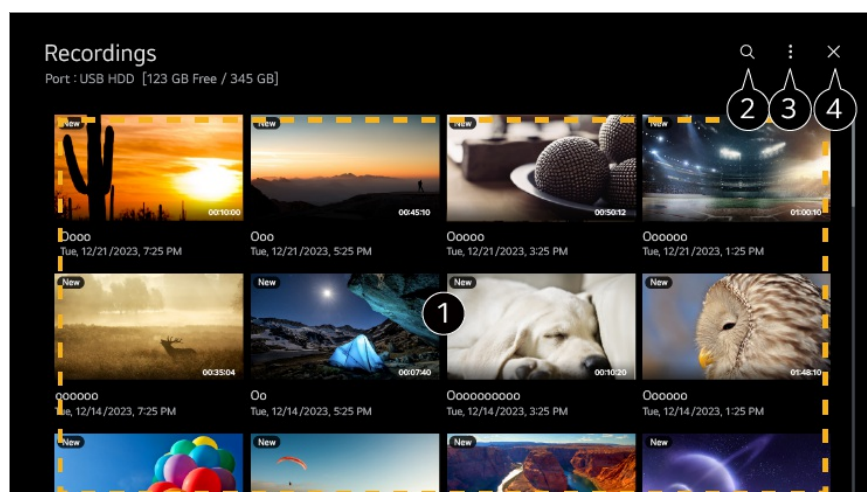 Recordings
Port : USB HDD [123 GB Free / 345 GB]
2 3 4
New New New New
00:10:00 00:45:10 00:50:12 01:00:10
Oooo Ooo Ooooo Oooooo
Tue, 12/21/2023, 7:25 PM Tue, 12/21/2023, 5:25 PM Tue, 12/21/2023, 3:25 PM Tue, 12/21/2023, 1:25 PM
New New New New
1
00:35:04 00:07:40 00:10:20 01:48:10
oooooo Oo Oooooooooo Oooooo
Tue, 12/14/2023, 7:25 PM Tue, 12/14/2023, 5:25 PM Tue, 12/14/2023, 3:25 PM Tue, 12/14/2023, 1:25 PM
New New New New